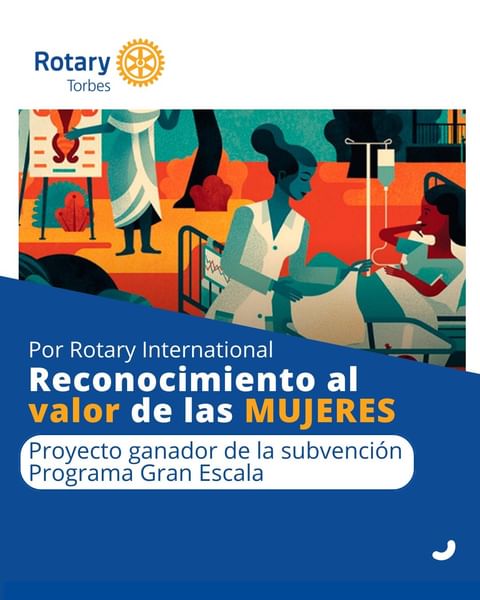 Rotary
Torbes
Por Rotary International
Reconocimiento al
valor de las MUJERES
Proyecto ganador de la subvención
Programa Gran Escala